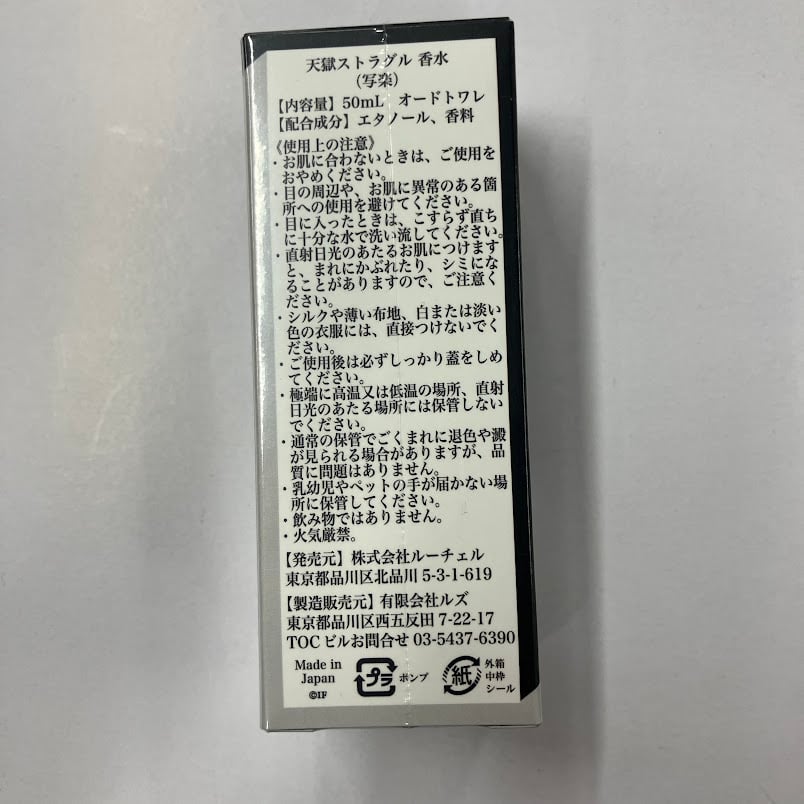 天獄ストラグル 香水
（写楽）
【内容量】50mL オードトワレ
【配合成分】エタノール、香料
《使用上の注意》
・お肌に合わないときは、ご使用を
おやめください。
・目の周辺や、お肌に異常のある箇
所への使用を避けてください。
・目に入ったときは、こすらず直ち
に十分な水で洗い流してください。
・直射日光のあたるお肌につけます
と、まれにかぶれたり、シミにな
ることがありますので、ご注意く
ださい。
・シルクや薄い布地、白または淡い
色の衣服には、直接つけないでく
ださい。
・ご使用後は必ずしっかり蓋をしめ
てください。
・極端に高温又は低温の場所、直射
日光のあたる場所には保管しない
でください。
・通常の保管でごくまれに退色や澱
が見られる場合がありますが、品
質に問題はありません。
・乳幼児やペットの手が届かない場
所に保管してください。
・飲み物ではありません。
・火気厳禁。
【発売元】株式会社ルーチェル
東京都品川区北品川 5-3-1-619
【製造販売元】有限会社ルズ
東京都品川区西五反田 7-22-17
TOC ビルお問合せ 03-5437-6390
Made in
Japan
©IF
プラ
ポンプ
紙
外箱
中枠
シール